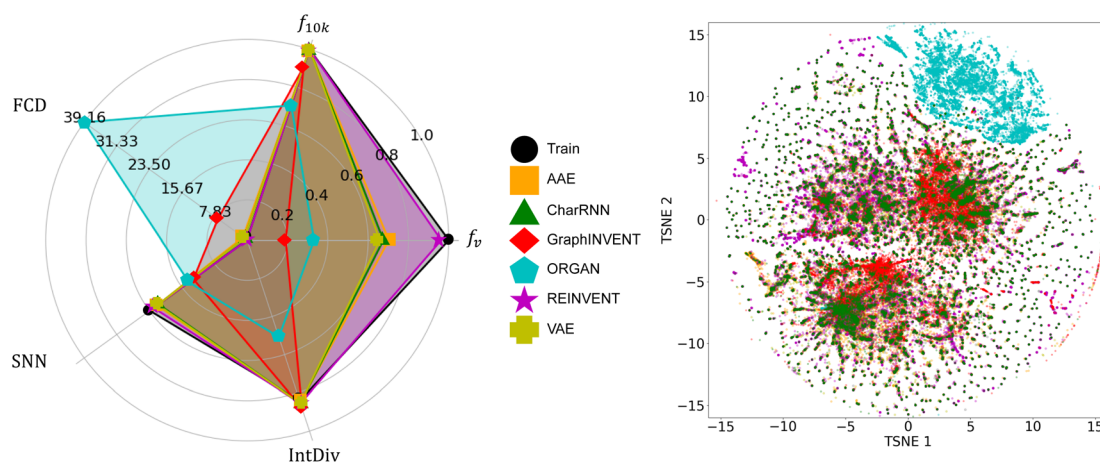 f10k
FCD
39.16
31.33
23.50
15.67
7.83
1.0
0.8
0.6
0.4
0.2
fv
SNN
IntDiv
Train
AAE
CharRNN
GraphINVENT
ORGAN
REINVENT
VAE
TSNE 2
15
10
5
0
−5
−10
−15
−15
−10
−5
0
5
10
15
TSNE 1